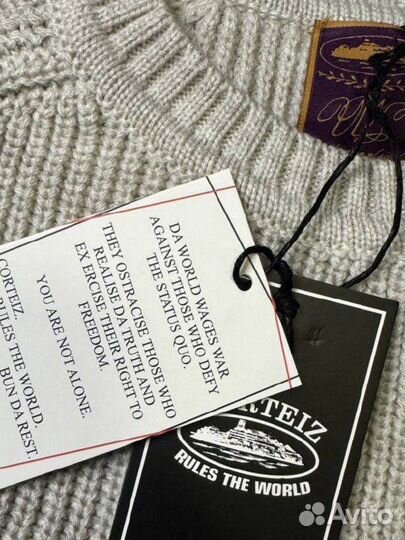 DA WORLD WAGES WAR
AGAINST THOSE WHO DEFY
THE STATUS QUO.
THEY OSTRACISE THOSE WHO
REALISE DA TRUTH AND
EXERCISE THEIR RIGHT TO
FREEDOM.
YOU ARE NOT ALONE.
CORTEIZ.
RULES THE WORLD.
BUN DA REST.
RTEIZ
RULES THE WORLD
Avito